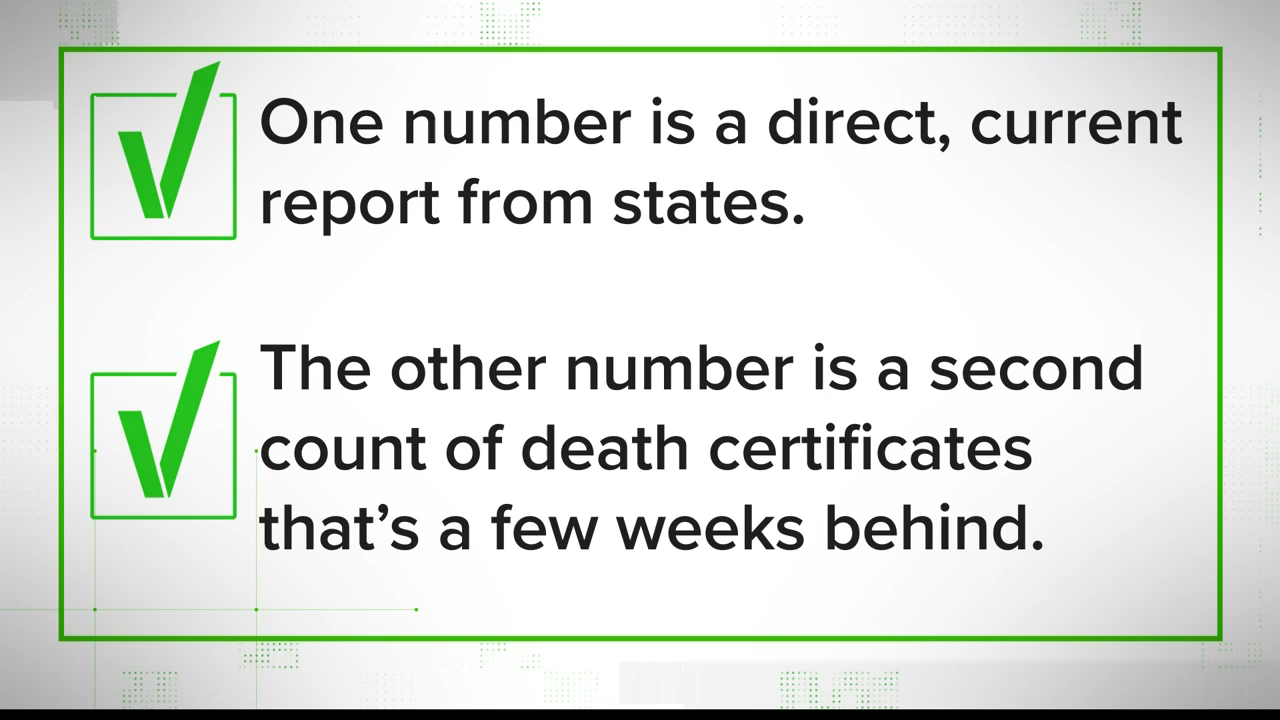 One number is a direct, current
report from states.
The other number is a second
count of death certificates
that’s a few weeks behind.